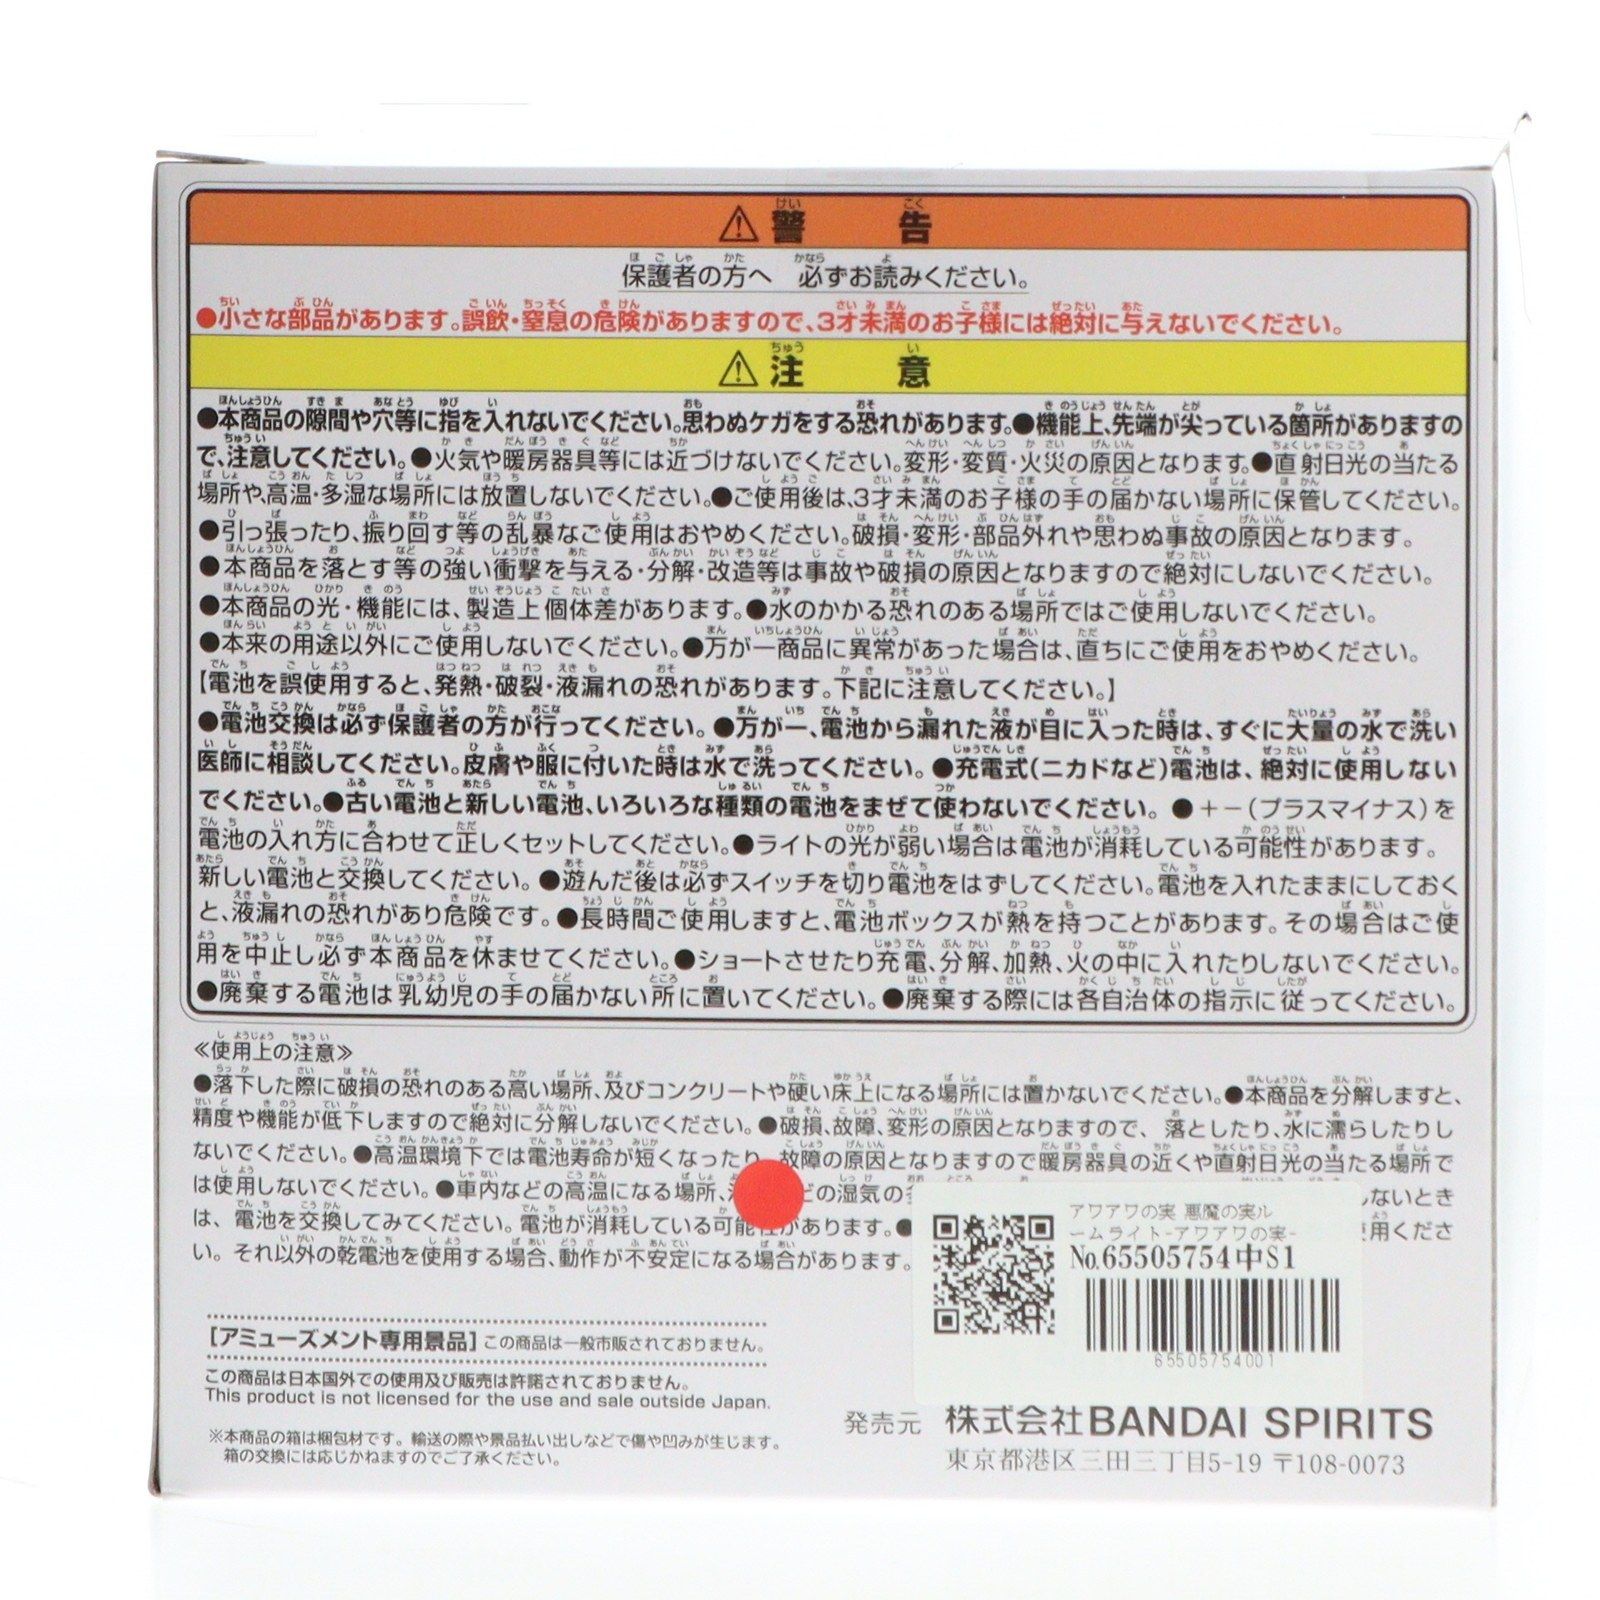 ⚠警告
保護者の方へ 必ずお読みください。
●小さな部品があります。誤飲・窒息の危険がありますので、3才未満のお子様には絶対に与えないでください。
⚠注意
●本商品の隙間や穴等に指を入れないでください。思わぬケガをする恐れがあります。●機能上、先端が尖っている箇所がありますの
で、注意してください。●火気や暖房器具等には近づけないでください。変形・変質・火災の原因となります。●直射日光の当たる
場所や、高温・多湿な場所には放置しないでください。●ご使用後は、3才未満のお子様の手の届かない場所に保管してください。
●引っ張ったり、振り回す等の乱暴なご使用はおやめください。破損・変形・部品外れや思わぬ事故の原因となります。
●本商品を落とす等の強い衝撃を与える・分解・改造等は事故や破損の原因となりますので絶対にしないでください。
●本商品の光・機能には、製造上個体差があります。●水のかかる恐れのある場所ではご使用しないでください。
●本来の用途以外にご使用しないでください。●万が一商品に異常があった場合は、直ちにご使用をおやめください。
【電池を誤使用すると、発熱・破裂・液漏れの恐れがあります。下記に注意してください。】
●電池交換は必ず保護者の方が行ってください。●万が一、電池から漏れた液が目に入った時は、すぐに大量の水で洗い
医師に相談してください。皮膚や服に付いた時は水で洗ってください。●充電式(ニカドなど)電池は、絶対に使用しない
でください。●古い電池と新しい電池、いろいろな種類の電池をまぜて使わないでください。●+−(プラスマイナス)を
電池の入れ方に合わせて正しくセットしてください。●ライトの光が弱い場合は電池が消耗している可能性があります。
新しい電池と交換してください。●遊んだ後は必ずスイッチを切り電池をはずしてください。電池を入れたままにしておく
と、液漏れの恐れがあり危険です。●長時間ご使用しますと、電池ボックスが熱を持つことがあります。その場合はご使
用を中止し必ず本商品を休ませてください。●ショートさせたり充電、分解、加熱、火の中に入れたりしないでください。
●廃棄する電池は乳幼児の手の届かない所に置いてください。●廃棄する際には各自治体の指示に従ってください。
≪使用上の注意≫
●落下した際に破損の恐れのある高い場所、及びコンクリートや硬い床上になる場所には置かないでください。●本商品を分解しますと、
精度や機能が低下しますので絶対に分解しないでください。●破損、故障、変形の原因となりますので、落としたり、水に濡らしたりし
ないでください。●高温環境下では電池寿命が短くなったり、故障の原因となりますので暖房器具の近くや直射日光の当たる場所で
は使用しないでください。●車内などの高温になる場所、 どの湿気の しないとき
は、電池を交換してみてください。電池が消耗している可能性があります。● 使用くださ
い。それ以外の乾電池を使用する場合、動作が不安定になる場合があります。
アワアワの実 悪魔の実ル
ームライト-アワアワの実-
No.65505754中S1
65505754001
[アミューズメント専用景品]この商品は一般市販されておりません。
この商品は日本国外での使用及び販売は許諾されておりません。
This product is not licensed for the use and sale outside Japan.
※本商品の箱は梱包材です。輸送の際や景品払い出しなどで傷や凹みが生じます。
箱の交換には応じかねますのでご了承ください。
発売元 株式会社BANDAI SPIRITS
東京都港区三田三丁目5-19 〒108-0073